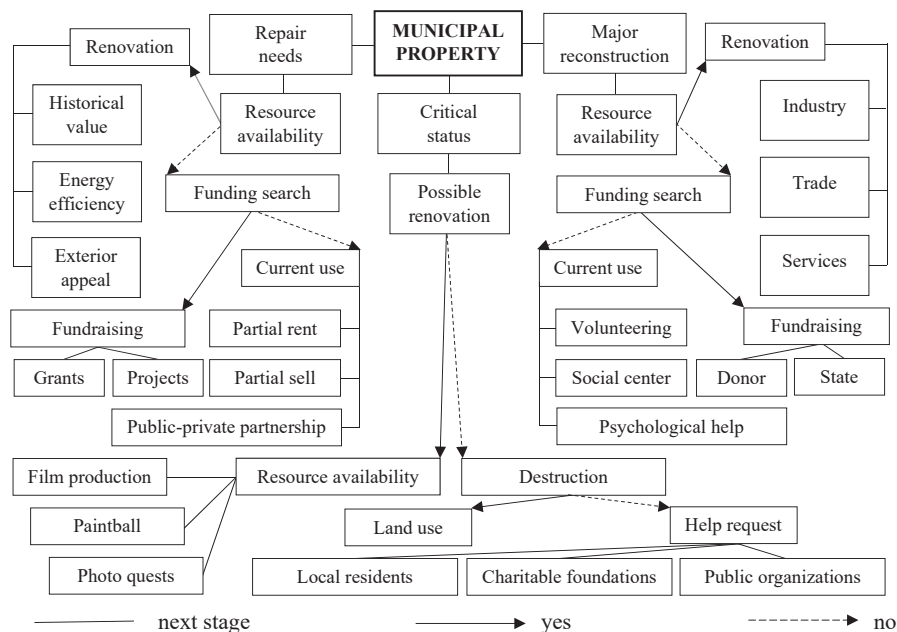 MUNICIPAL
PROPERTY
Renovation
Repair
needs
Major
reconstruction
Renovation
Historical
value
Resource
availability
Critical
status
Resource
availability
Industry
Energy
efficiency
Funding search
Possible
renovation
Funding search
Trade
Exterior
appeal
Current use
Current use
Services
Fundraising
Partial rent
Volunteering
Fundraising
Grants
Projects
Partial sell
Social center
Donor
State
Public-private partnership
Psychological help
Film production
Resource availability
Destruction
Paintball
Land use
Help request
Photo quests
Local residents
Charitable foundations
Public organizations
next stage
yes
no